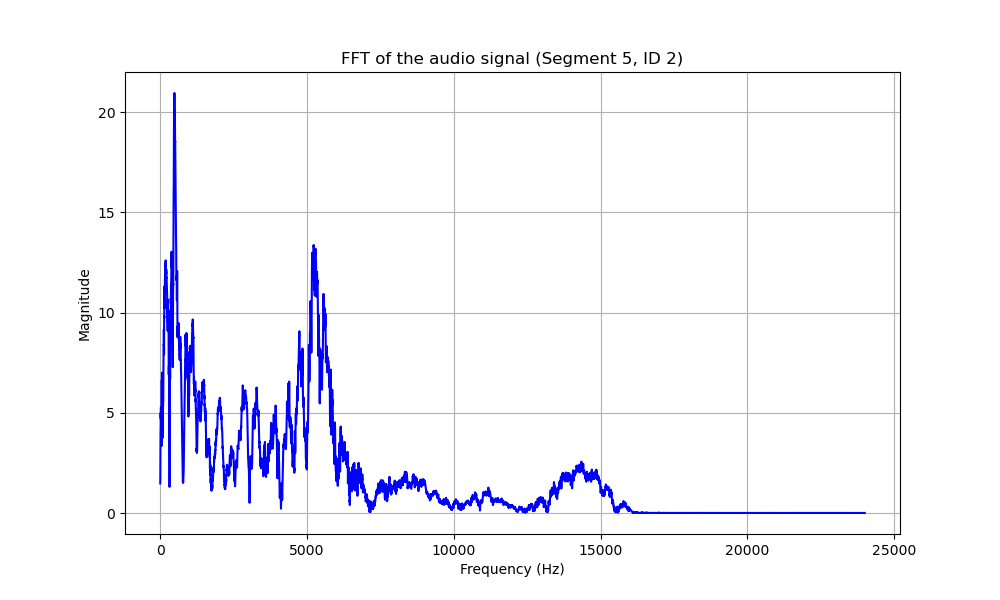 FFT of the audio signal (Segment 5, ID 2)
20
15
10
5
0
Magnitude
0 5000 10000 15000 20000 25000
Frequency (Hz)